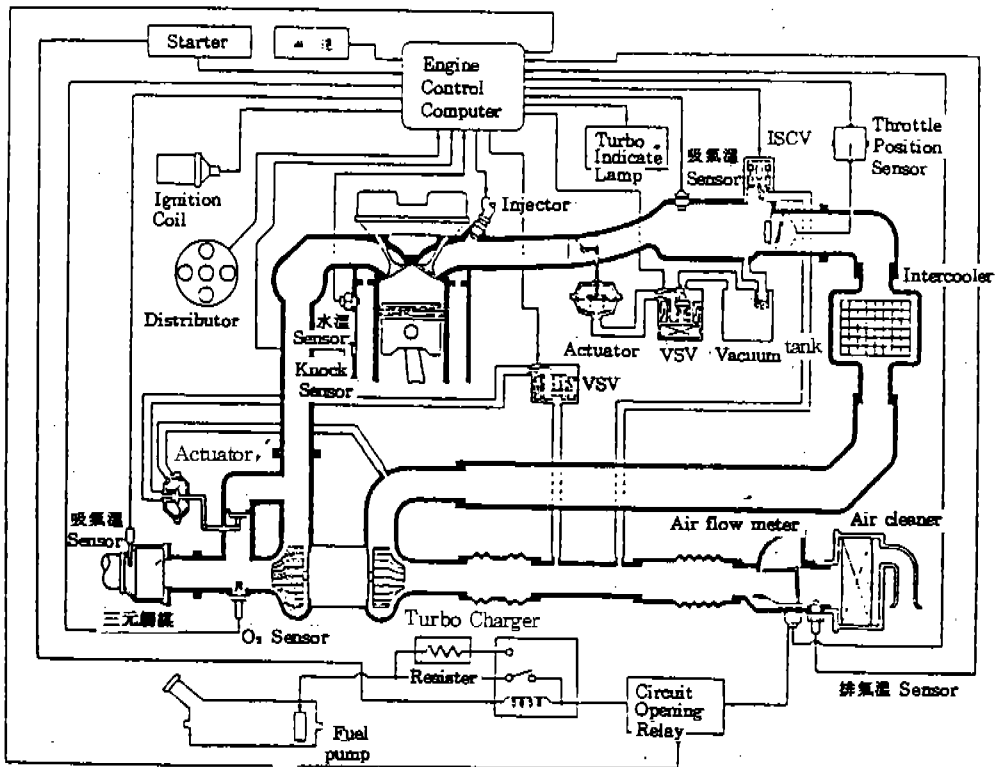 Starter
Engine
Control
Computer
Turbo
Indicate
Lamp
吸氣溫
Sensor
ISCV
Throttle
Position
Sensor
Ignition
Coil
Injector
Intercooler
Distributor
水溫
Sensor
Knock
Sensor
Actuator
VSV
Vacuum tank
VSV
Actuator
吸氣溫
Sensor
Air flow meter
Air cleaner
三元觸媒
O₂ Sensor
Turbo Charger
Resister
排氣溫 Sensor
Circuit
Opening
Relay
Fuel
pump